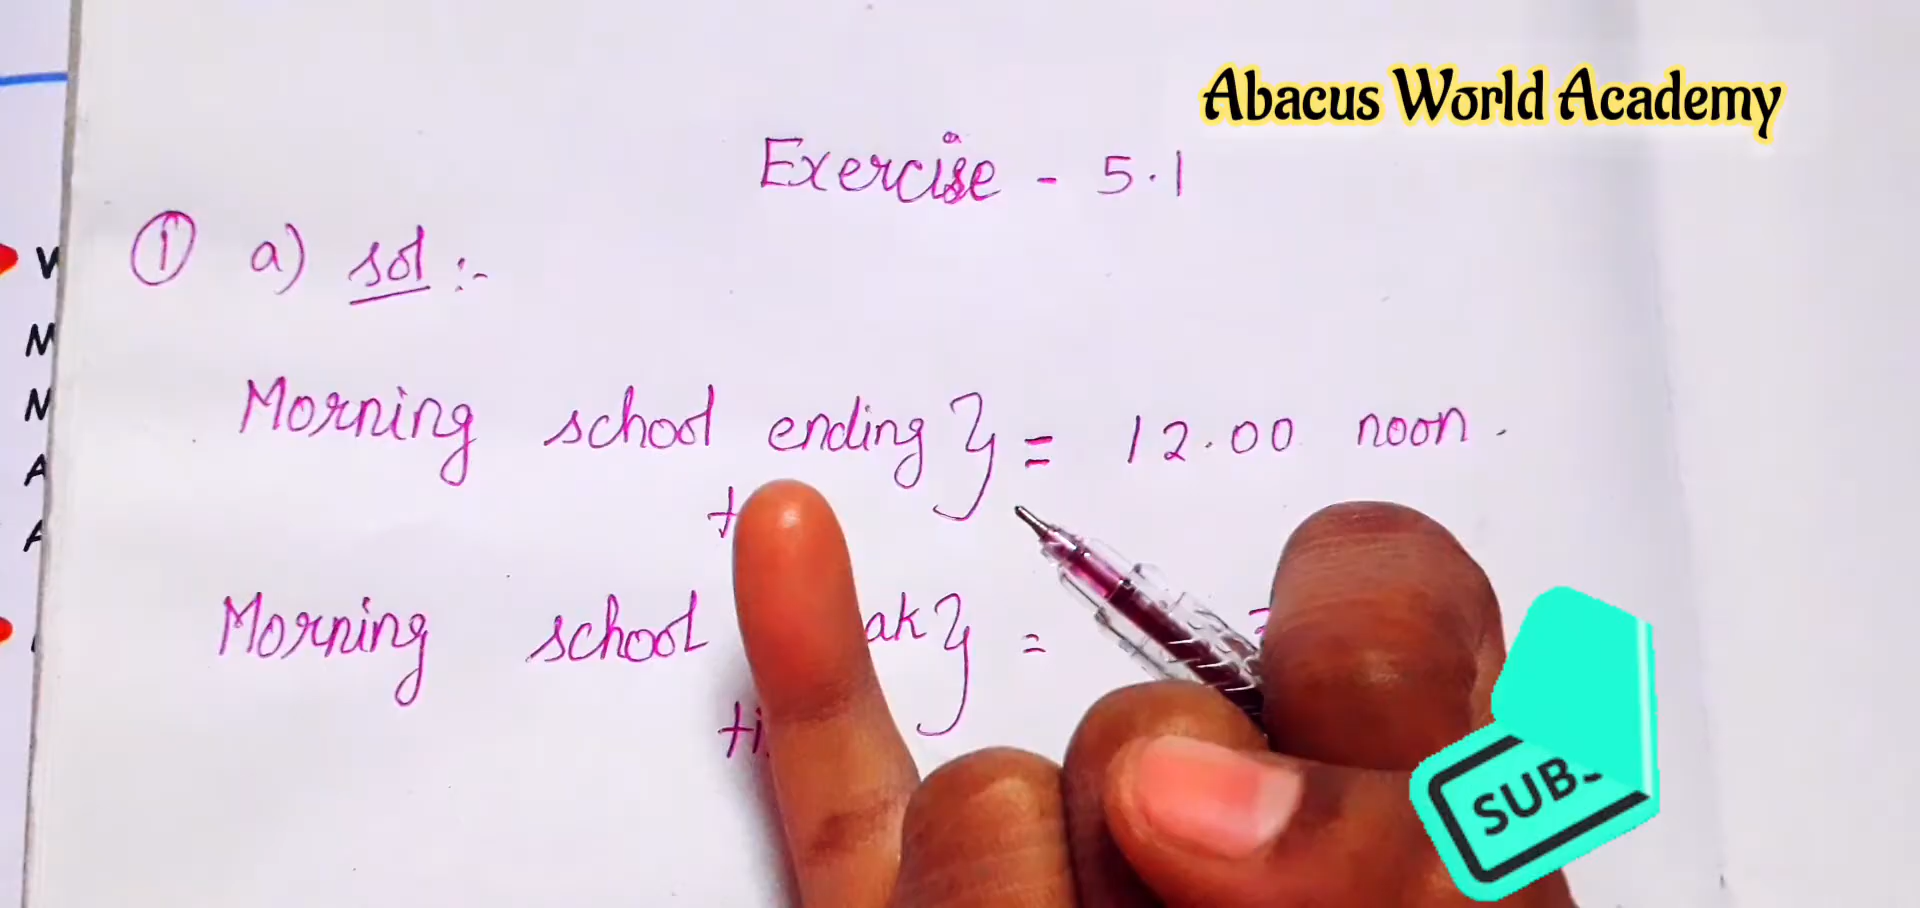 Abacus World Academy
Exercise - 5.1
① a) sol :-
Morning school ending } = 12.00 noon.
Morning school =
SUB
V
M
N
A
A